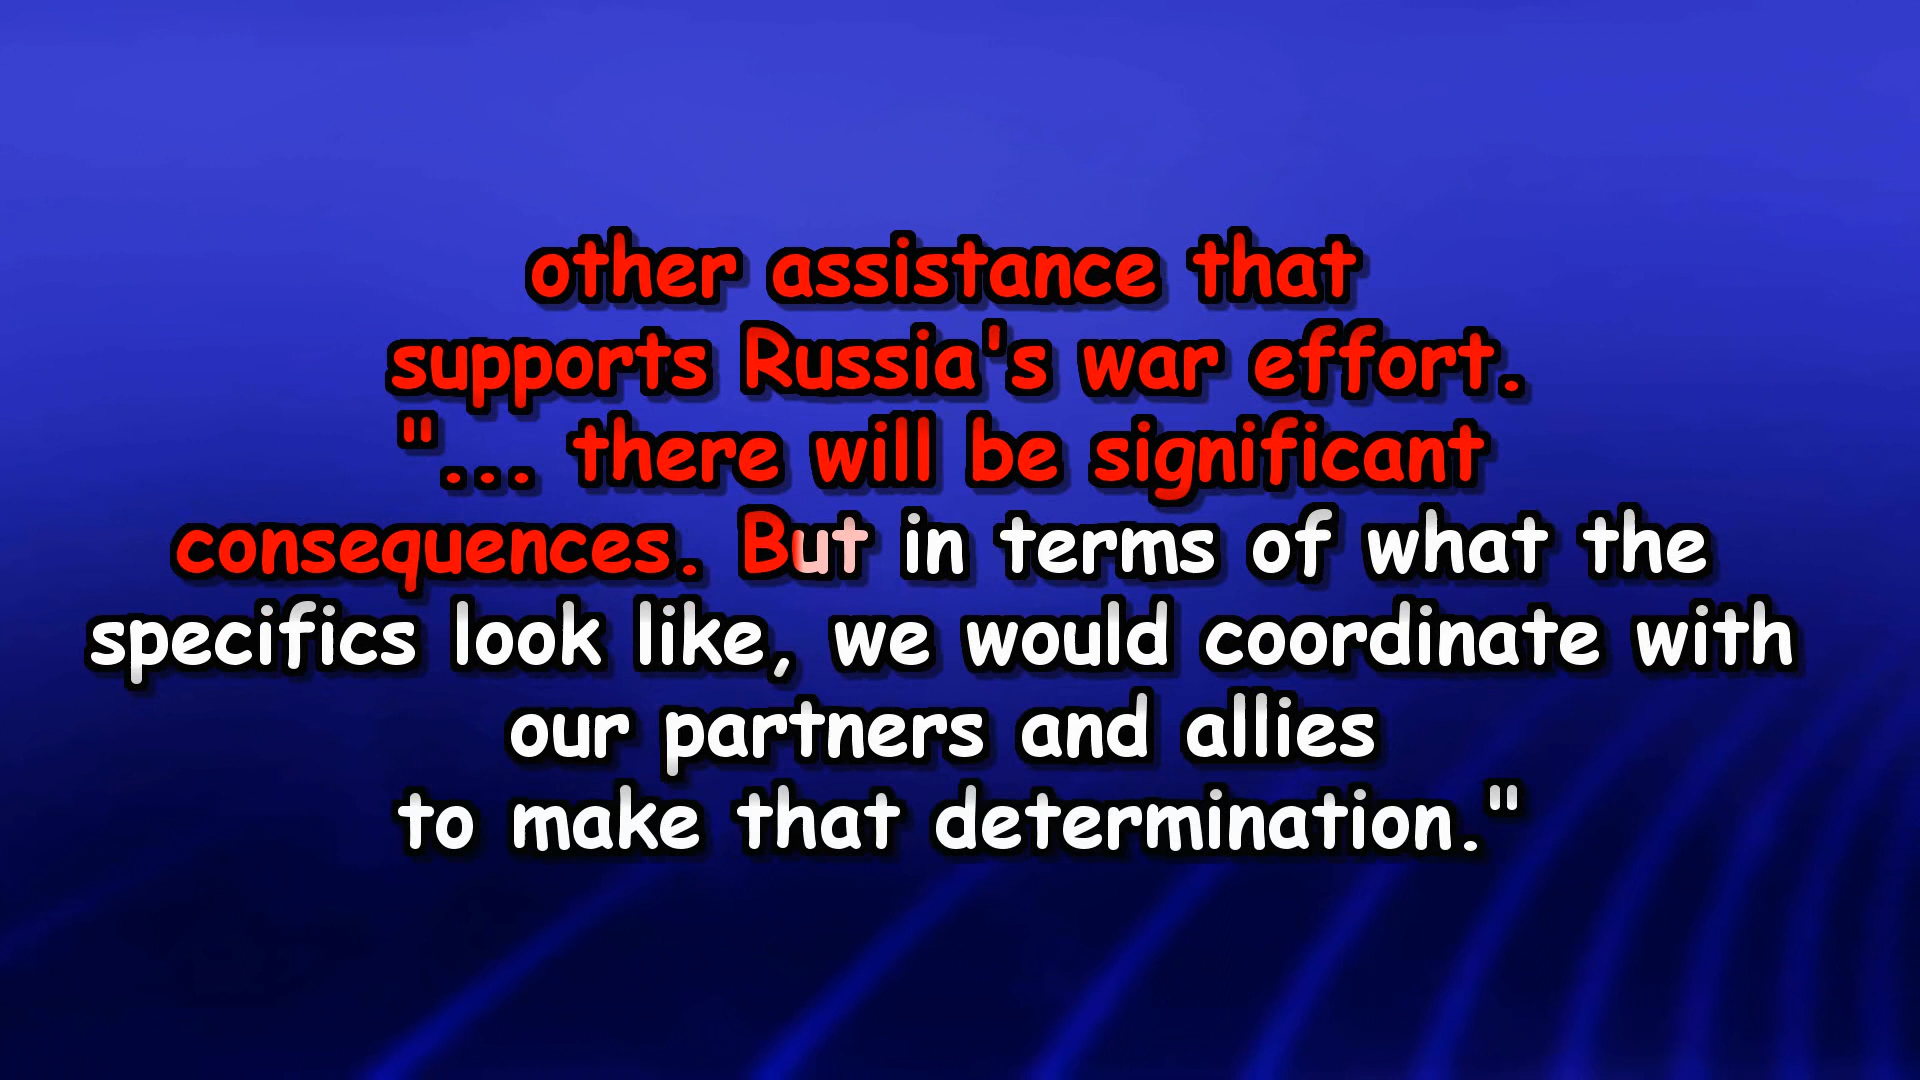 other assistance that
supports Russia's war effort.
"... there will be significant
consequences. But in terms of what the
specifics look like, we would coordinate with
our partners and allies
to make that determination."